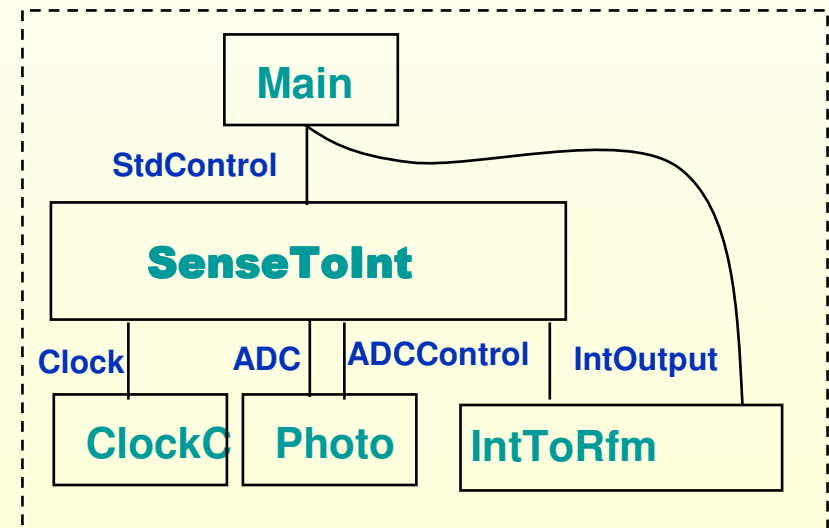 Main
StdControl
SenseToInt
Clock
ADC
ADCControl
IntOutput
ClockC
Photo
IntToRfm